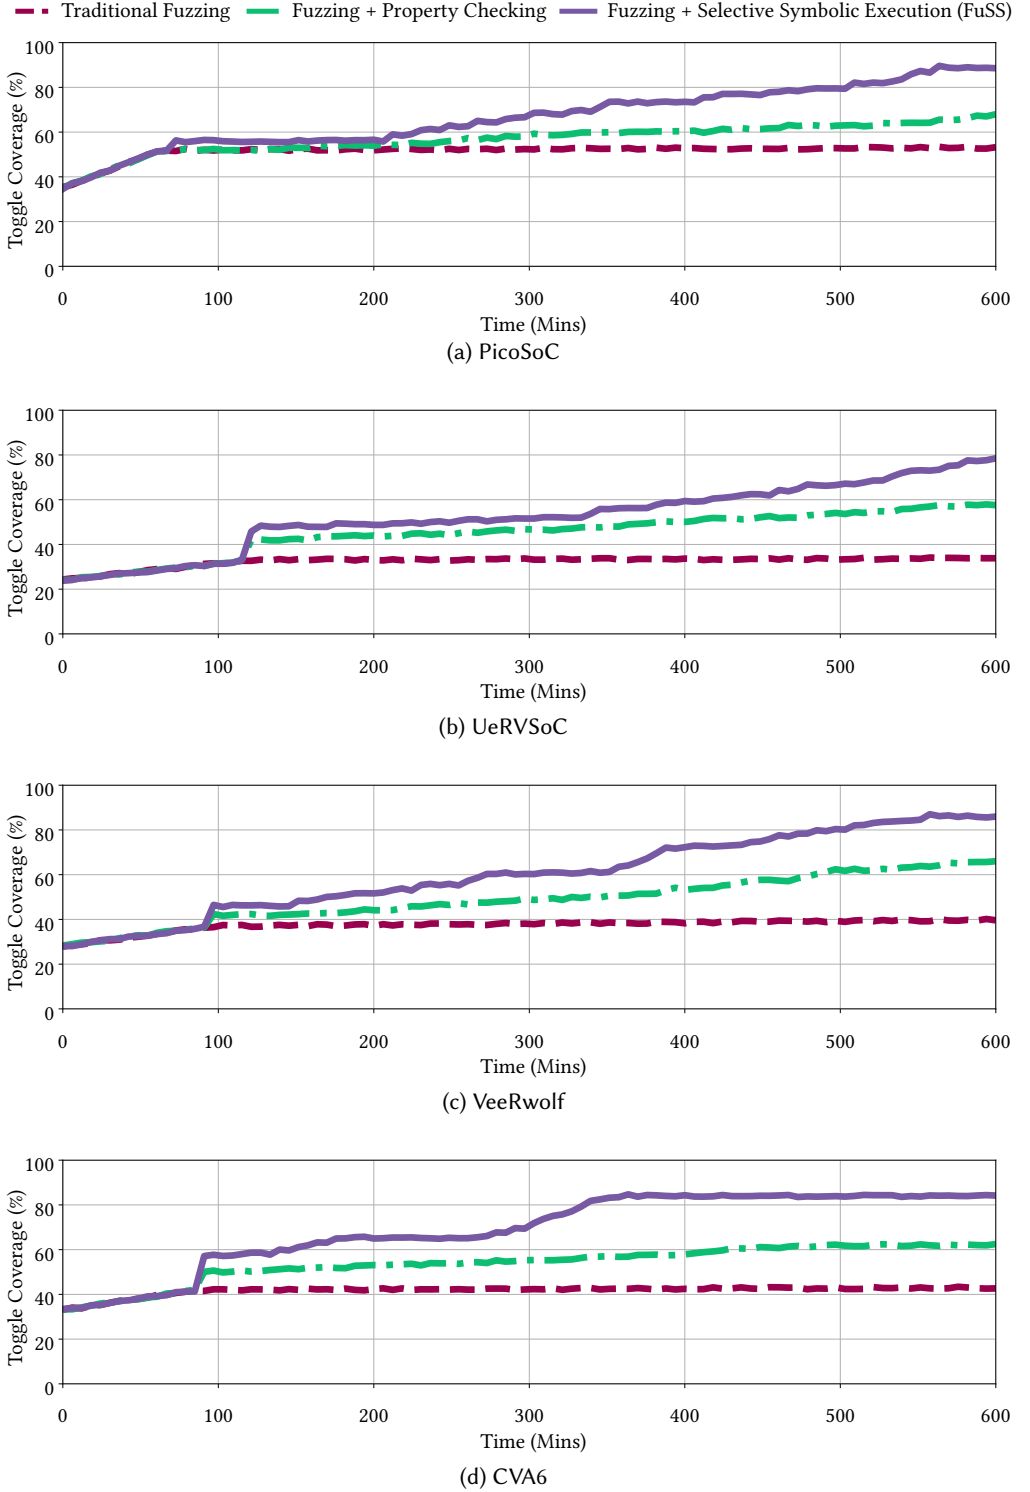 Traditional Fuzzing Fuzzing + Property Checking Fuzzing + Selective Symbolic Execution (FuSS)
100
80
60
40
20
0
Toggle Coverage (%)
0 100 200 300 400 500 600
Time (Mins)
(a) PicoSoC
100
80
60
40
20
0
Toggle Coverage (%)
0 100 200 300 400 500 600
Time (Mins)
(b) UeRVSoC
100
80
60
40
20
0
Toggle Coverage (%)
0 100 200 300 400 500 600
Time (Mins)
(c) VeeRwolf
100
80
60
40
20
0
Toggle Coverage (%)
0 100 200 300 400 500 600
Time (Mins)
(d) CVA6